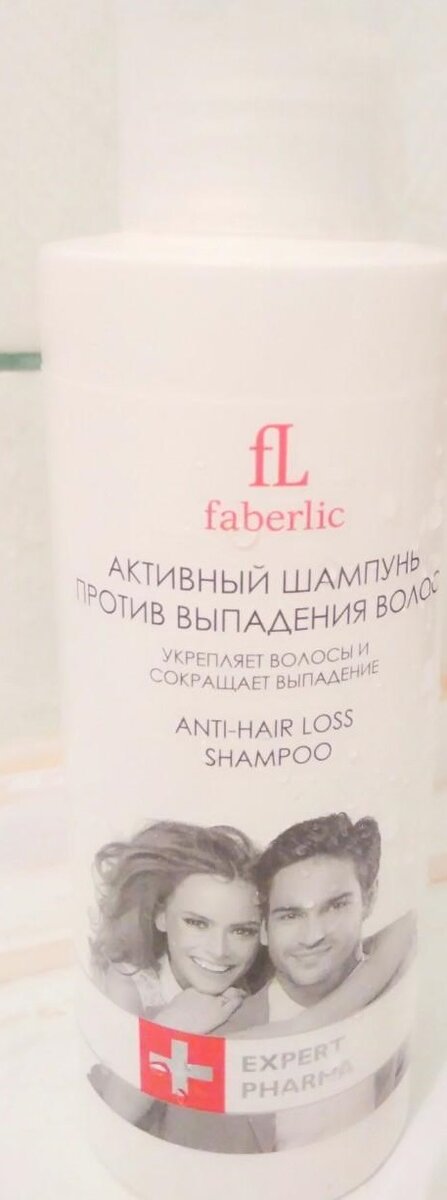 fL
faberlic
АКТИВНЫЙ ШАМПУНЬ
ПРОТИВ ВЫПАДЕНИЯ ВОЛОС
УКРЕПЛЯЕТ ВОЛОСЫ И
СОКРАЩАЕТ ВЫПАДЕНИЕ
ANTI-HAIR LOSS
SHAMPOO
EXPERT
PHARMA